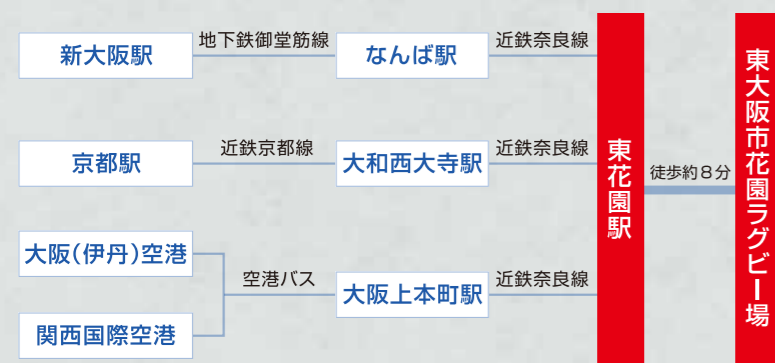 新大阪駅
地下鉄御堂筋線
なんば駅
近鉄奈良線
京都駅
近鉄京都線
大和西大寺駅
近鉄奈良線
大阪(伊丹)空港
関西国際空港
空港バス
大阪上本町駅
近鉄奈良線
東花園駅
徒歩約8分
東大阪市花園ラグビー場